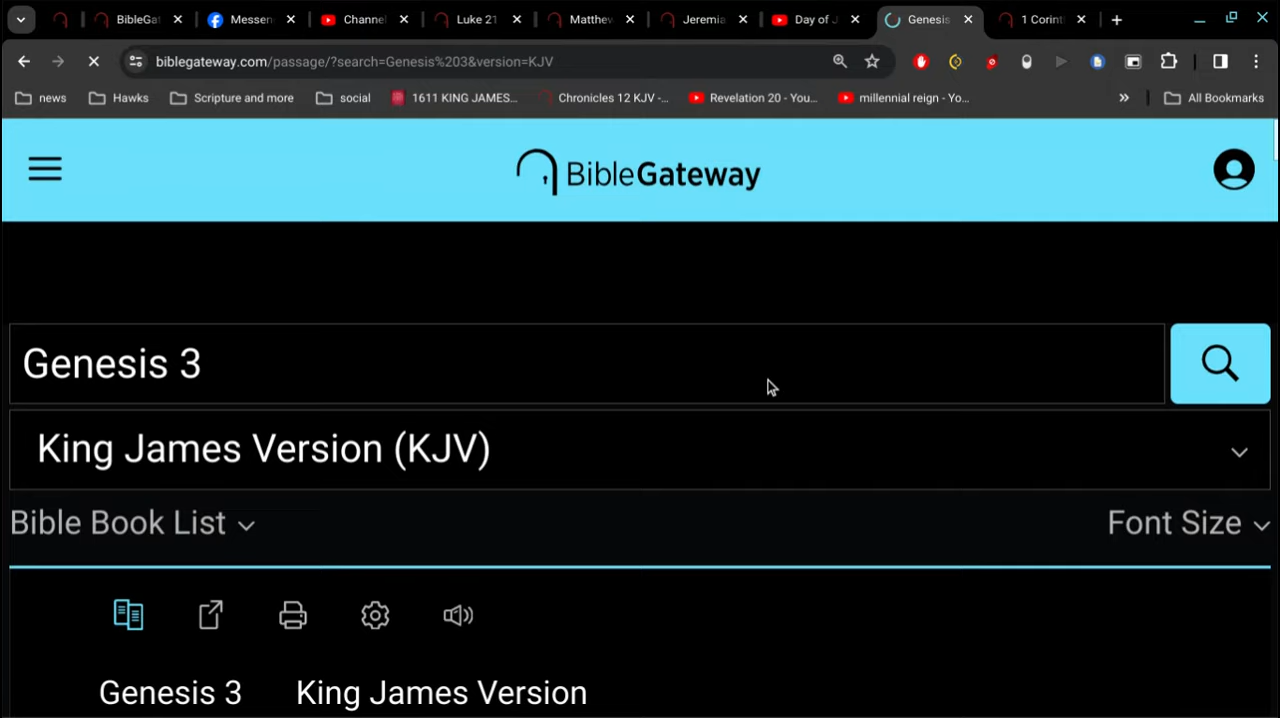 BibleGat Messen Channel Luke 21 Matthew Jeremia Day of J Genesis 1 Corint
biblegateway.com/passage/?search=Genesis%203&version=KJV
news Hawks Scripture and more social 1611 KING JAMES... Chronicles 12 KJV -... Revelation 20 - You... millennial reign - Yo... » All Bookmarks
BibleGateway
Genesis 3
King James Version (KJV)
Bible Book List Font Size
Genesis 3 King James Version